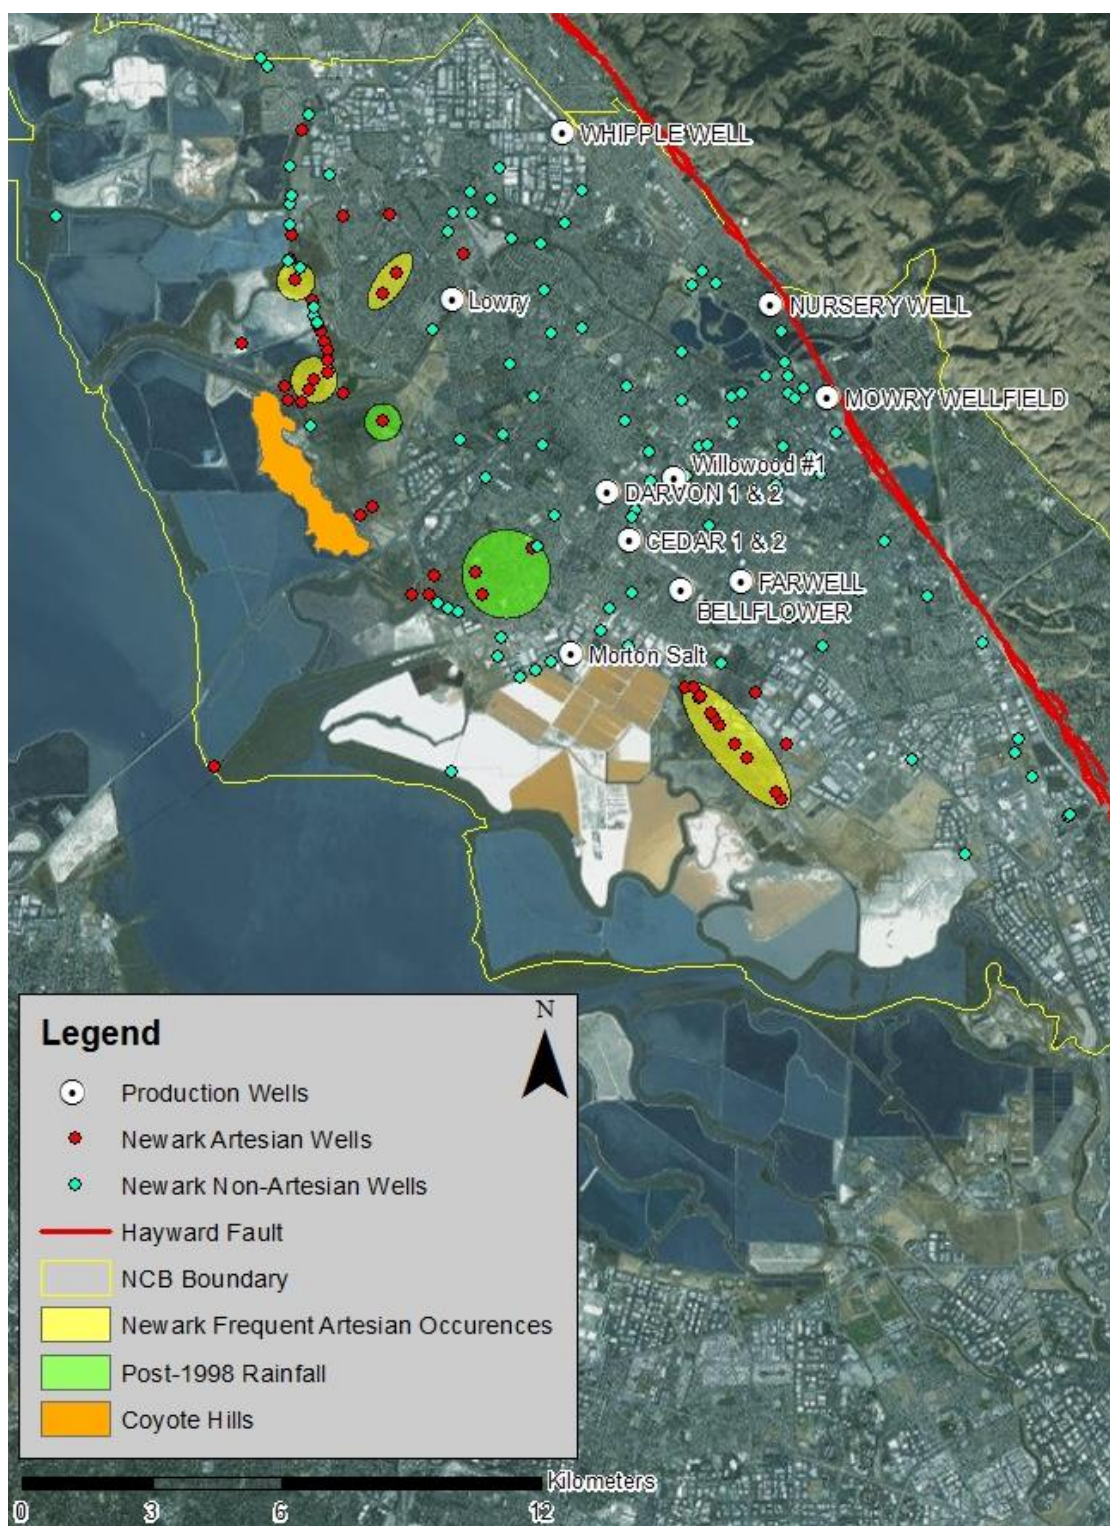 WHIPPLE WELL
Lowry
NURSERY WELL
MOWRY WELLFIELD
Willowood #1
DARVON 1 & 2
CEDAR 1 & 2
FARWELL
BELLFLOWER
Morton Salt
N
Legend
Production Wells
Newark Artesian Wells
Newark Non-Artesian Wells
Hayward Fault
NCB Boundary
Newark Frequent Artesian Occurences
Post-1998 Rainfall
Coyote Hills
Kilometers
0 3 6 12